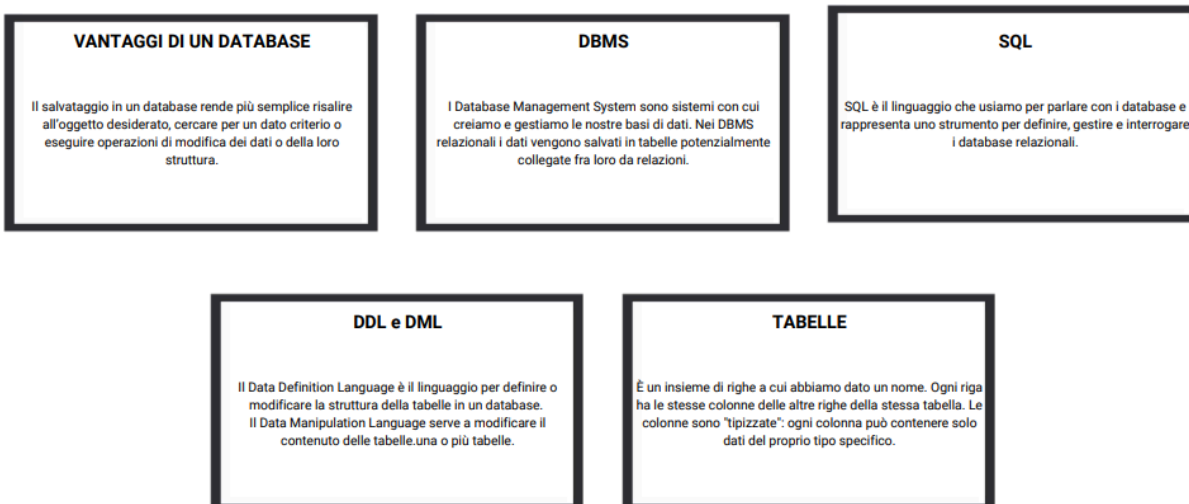 VANTAGGI DI UN DATABASE
Il salvataggio in un database rende più semplice risalire
all'oggetto desiderato, cercare per un dato criterio o
eseguire operazioni di modifica dei dati o della loro
struttura.
DBMS
I Database Management System sono sistemi con cui
creiamo e gestiamo le nostre basi di dati. Nei DBMS
relazionali i dati vengono salvati in tabelle potenzialmente
collegate fra loro da relazioni.
SQL
SQL è il linguaggio che usiamo per parlare con i database e
rappresenta uno strumento per definire, gestire e interrogare
i database relazionali.
DDL e DML
Il Data Definition Language è il linguaggio per definire o
modificare la struttura della tabelle in un database.
Il Data Manipulation Language serve a modificare il
contenuto delle tabelle.una o più tabelle.
TABELLE
È un insieme di righe a cui abbiamo dato un nome. Ogni riga
ha le stesse colonne delle altre righe della stessa tabella. Le
colonne sono "tipizzate": ogni colonna può contenere solo
dati del proprio tipo specifico.